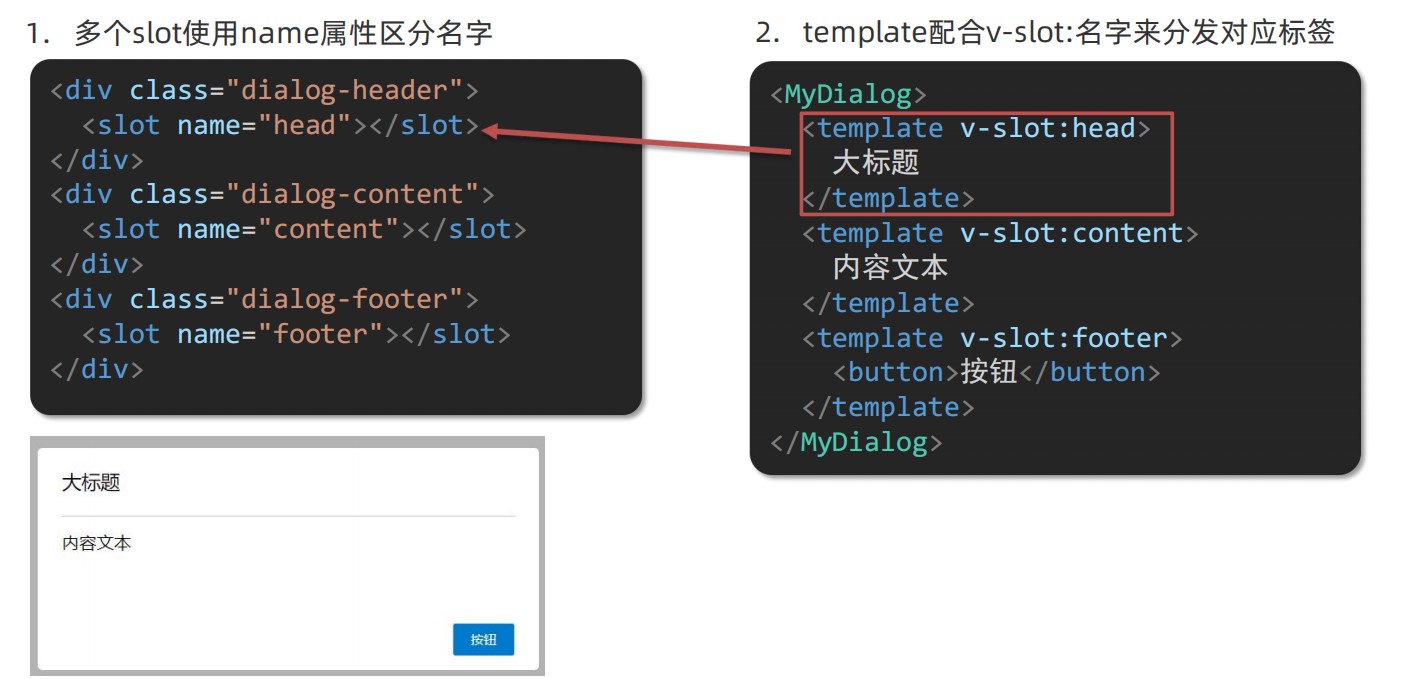 1. 多个slot使用name属性区分名字
<div class="dialog-header">
<slot name="head"></slot>
</div>
<div class="dialog-content">
<slot name="content"></slot>
</div>
<div class="dialog-footer">
<slot name="footer"></slot>
</div>
2. template配合v-slot:名字来分发对应标签
<MyDialog>
<template v-slot:head>
大标题
</template>
<template v-slot:content>
内容文本
</template>
<template v-slot:footer>
<button>按钮</button>
</template>
</MyDialog>
大标题
内容文本
按钮